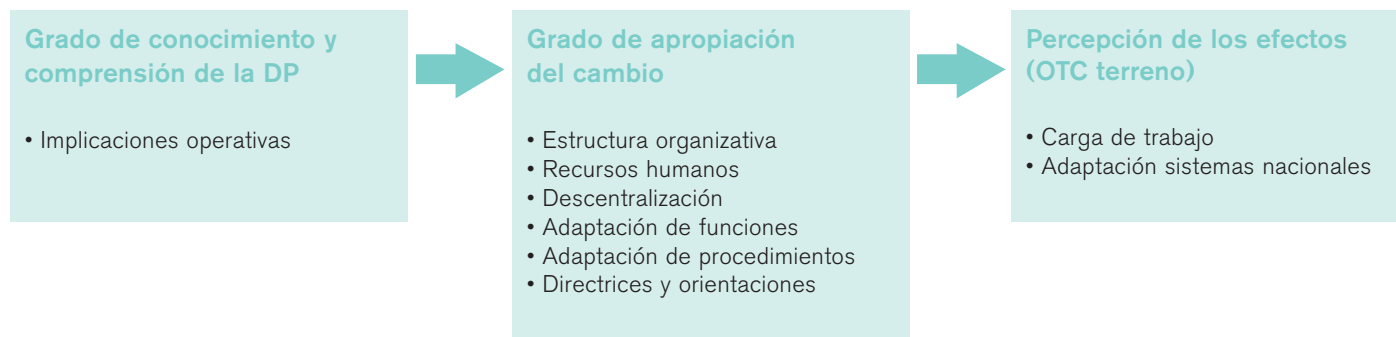 Grado de conocimiento y
comprensión de la DP
• Implicaciones operativas
Grado de apropiación
del cambio
• Estructura organizativa
• Recursos humanos
• Descentralización
• Adaptación de funciones
• Adaptación de procedimientos
• Directrices y orientaciones
Percepción de los efectos
(OTC terreno)
• Carga de trabajo
• Adaptación sistemas nacionales